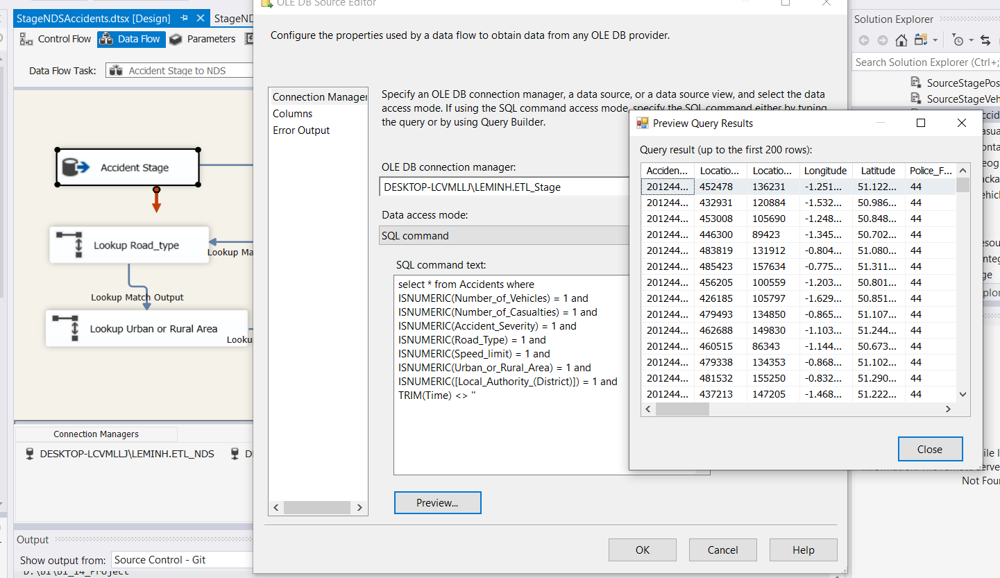 OLE DB Source Editor
StageNDSAccidents.dtsx [Design]
StageND
Control Flow
Data Flow
Parameters
Data Flow Task:
Accident Stage to NDS
Accident Stage
Lookup Road_type
Lookup Ma
Lookup Match Output
Lookup Urban or Rural Area
Looku
Connection Managers
DESKTOP-LCVMLLJ\LEMINH.ETL_NDS
Output
Show output from:
Source Control - Git
D:\BI\BI_14_Project
Configure the properties used by a data flow to obtain data from any OLE DB provider.
Connection Manager
Columns
Error Output
Specify an OLE DB connection manager, a data source, or a data source view, and select the data
access mode. If using the SQL command access mode, specify the SQL command either by typing
the query or by using Query Builder.
OLE DB connection manager:
DESKTOP-LCVMLLJ\LEMINH.ETL_Stage
Data access mode:
SQL command
SQL command text:
select * from Accidents where
ISNUMERIC(Number_of_Vehicles) = 1 and
ISNUMERIC(Number_of_Casualties) = 1 and
ISNUMERIC(Accident_Severity) = 1 and
ISNUMERIC(Road_Type) = 1 and
ISNUMERIC(Speed_limit) = 1 and
ISNUMERIC(Urban_or_Rural_Area) = 1 and
ISNUMERIC([Local_Authority_(District)]) = 1 and
TRIM(Time) <> ''
Preview...
OK
Cancel
Help
Preview Query Results
Query result (up to the first 200 rows):
Acciden... Locatio... Locatio... Longitude Latitude Police_F...
201244... 452478 136231 -1.251... 51.122... 44
201244... 432931 120884 -1.532... 50.986... 44
201244... 453008 105690 -1.248... 50.848... 44
201244... 446300 89423 -1.345... 50.702... 44
201244... 483819 131912 -0.804... 51.080... 44
201244... 485423 157634 -0.775... 51.311... 44
201244... 456205 100559 -1.203... 50.801... 44
201244... 426185 105797 -1.629... 50.851... 44
201244... 479493 134850 -0.865... 51.107... 44
201244... 462688 149830 -1.103... 51.244... 44
201244... 460515 86343 -1.144... 50.673... 44
201244... 479338 134353 -0.868... 51.102... 44
201244... 481532 155250 -0.832... 51.290... 44
201244... 437213 147205 -1.468... 51.222... 44
Close
Solution Explorer
Search Solution Explorer (Ctrl+;
SourceStagePos
SourceStageVeh
Not Foun